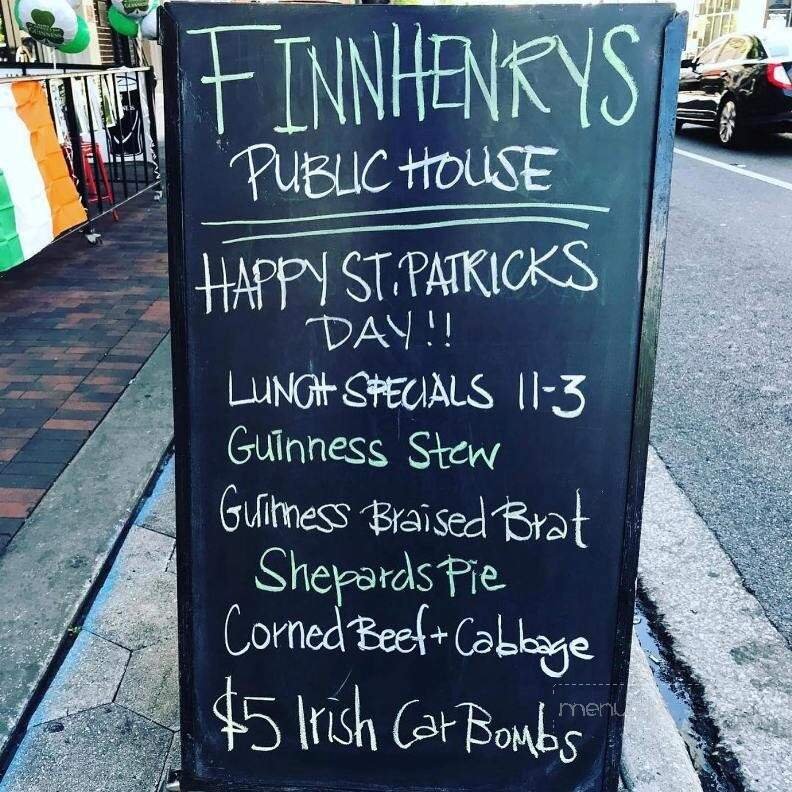 FINNHENRYS
PUBLIC HOUSE
HAPPY ST. PATRICKS
DAY!!
LUNCH SPECIALS 11-3
Guinness Stew
Guinness Braised Brat
Shepards Pie
Corned Beef + Cabbage
$5 Irish Car Bombs
menu